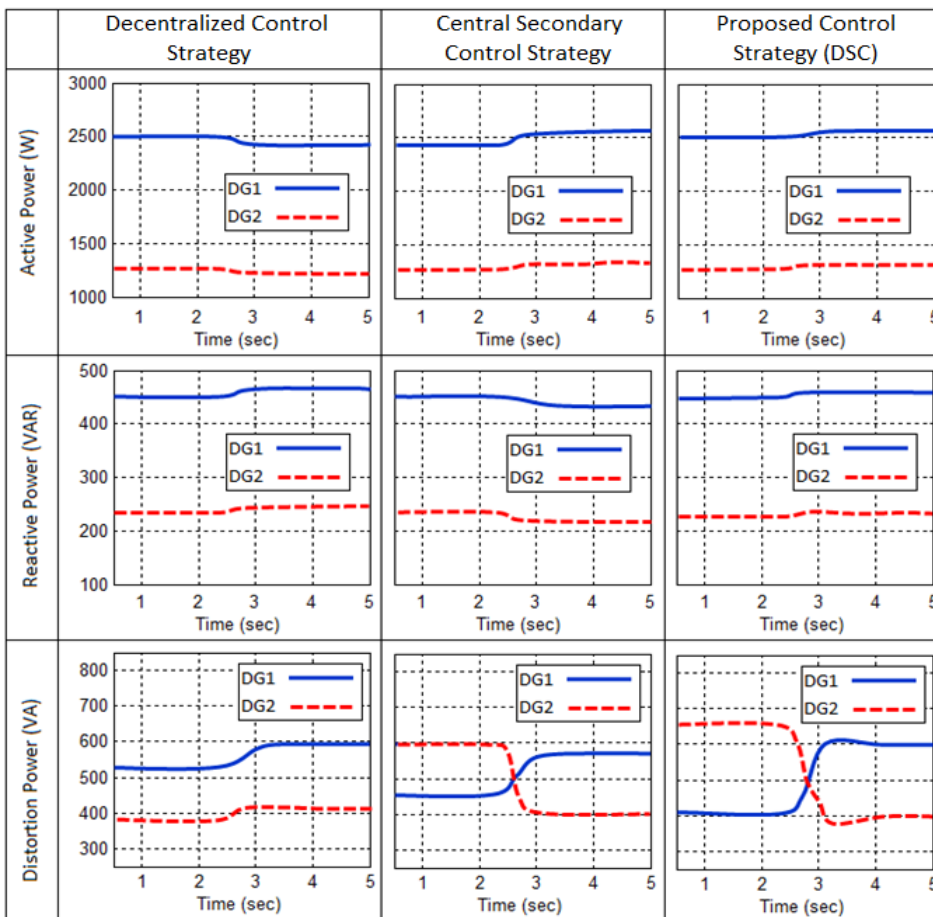 Decentralized Control
Strategy
Central Secondary
Control Strategy
Proposed Control
Strategy (DSC)
Active Power (W)
3000
2500
2000
1500
1000
DG1
DG2
1 2 3 4 5
Time (sec)
DG1
DG2
1 2 3 4 5
Time (sec)
DG1
DG2
1 2 3 4 5
Time (sec)
Reactive Power (VAR)
500
400
300
200
100
DG1
DG2
1 2 3 4 5
Time (sec)
DG1
DG2
1 2 3 4 5
Time (sec)
DG1
DG2
1 2 3 4 5
Time (sec)
Distortion Power (VA)
800
700
600
500
400
300
DG1
DG2
1 2 3 4 5
Time (sec)
DG1
DG2
1 2 3 4 5
Time (sec)
DG1
DG2
1 2 3 4 5
Time (sec)